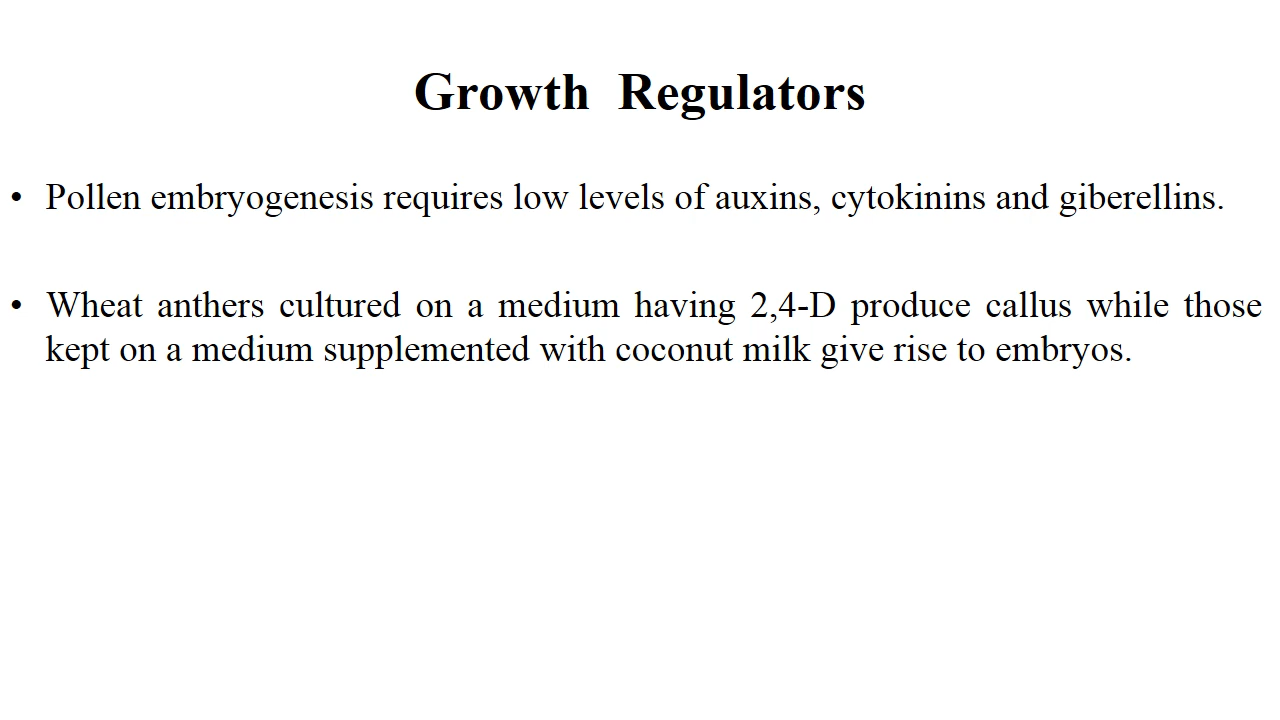 Growth Regulators
• Pollen embryogenesis requires low levels of auxins, cytokinins and giberellins.
• Wheat anthers cultured on a medium having 2,4-D produce callus while those
kept on a medium supplemented with coconut milk give rise to embryos.